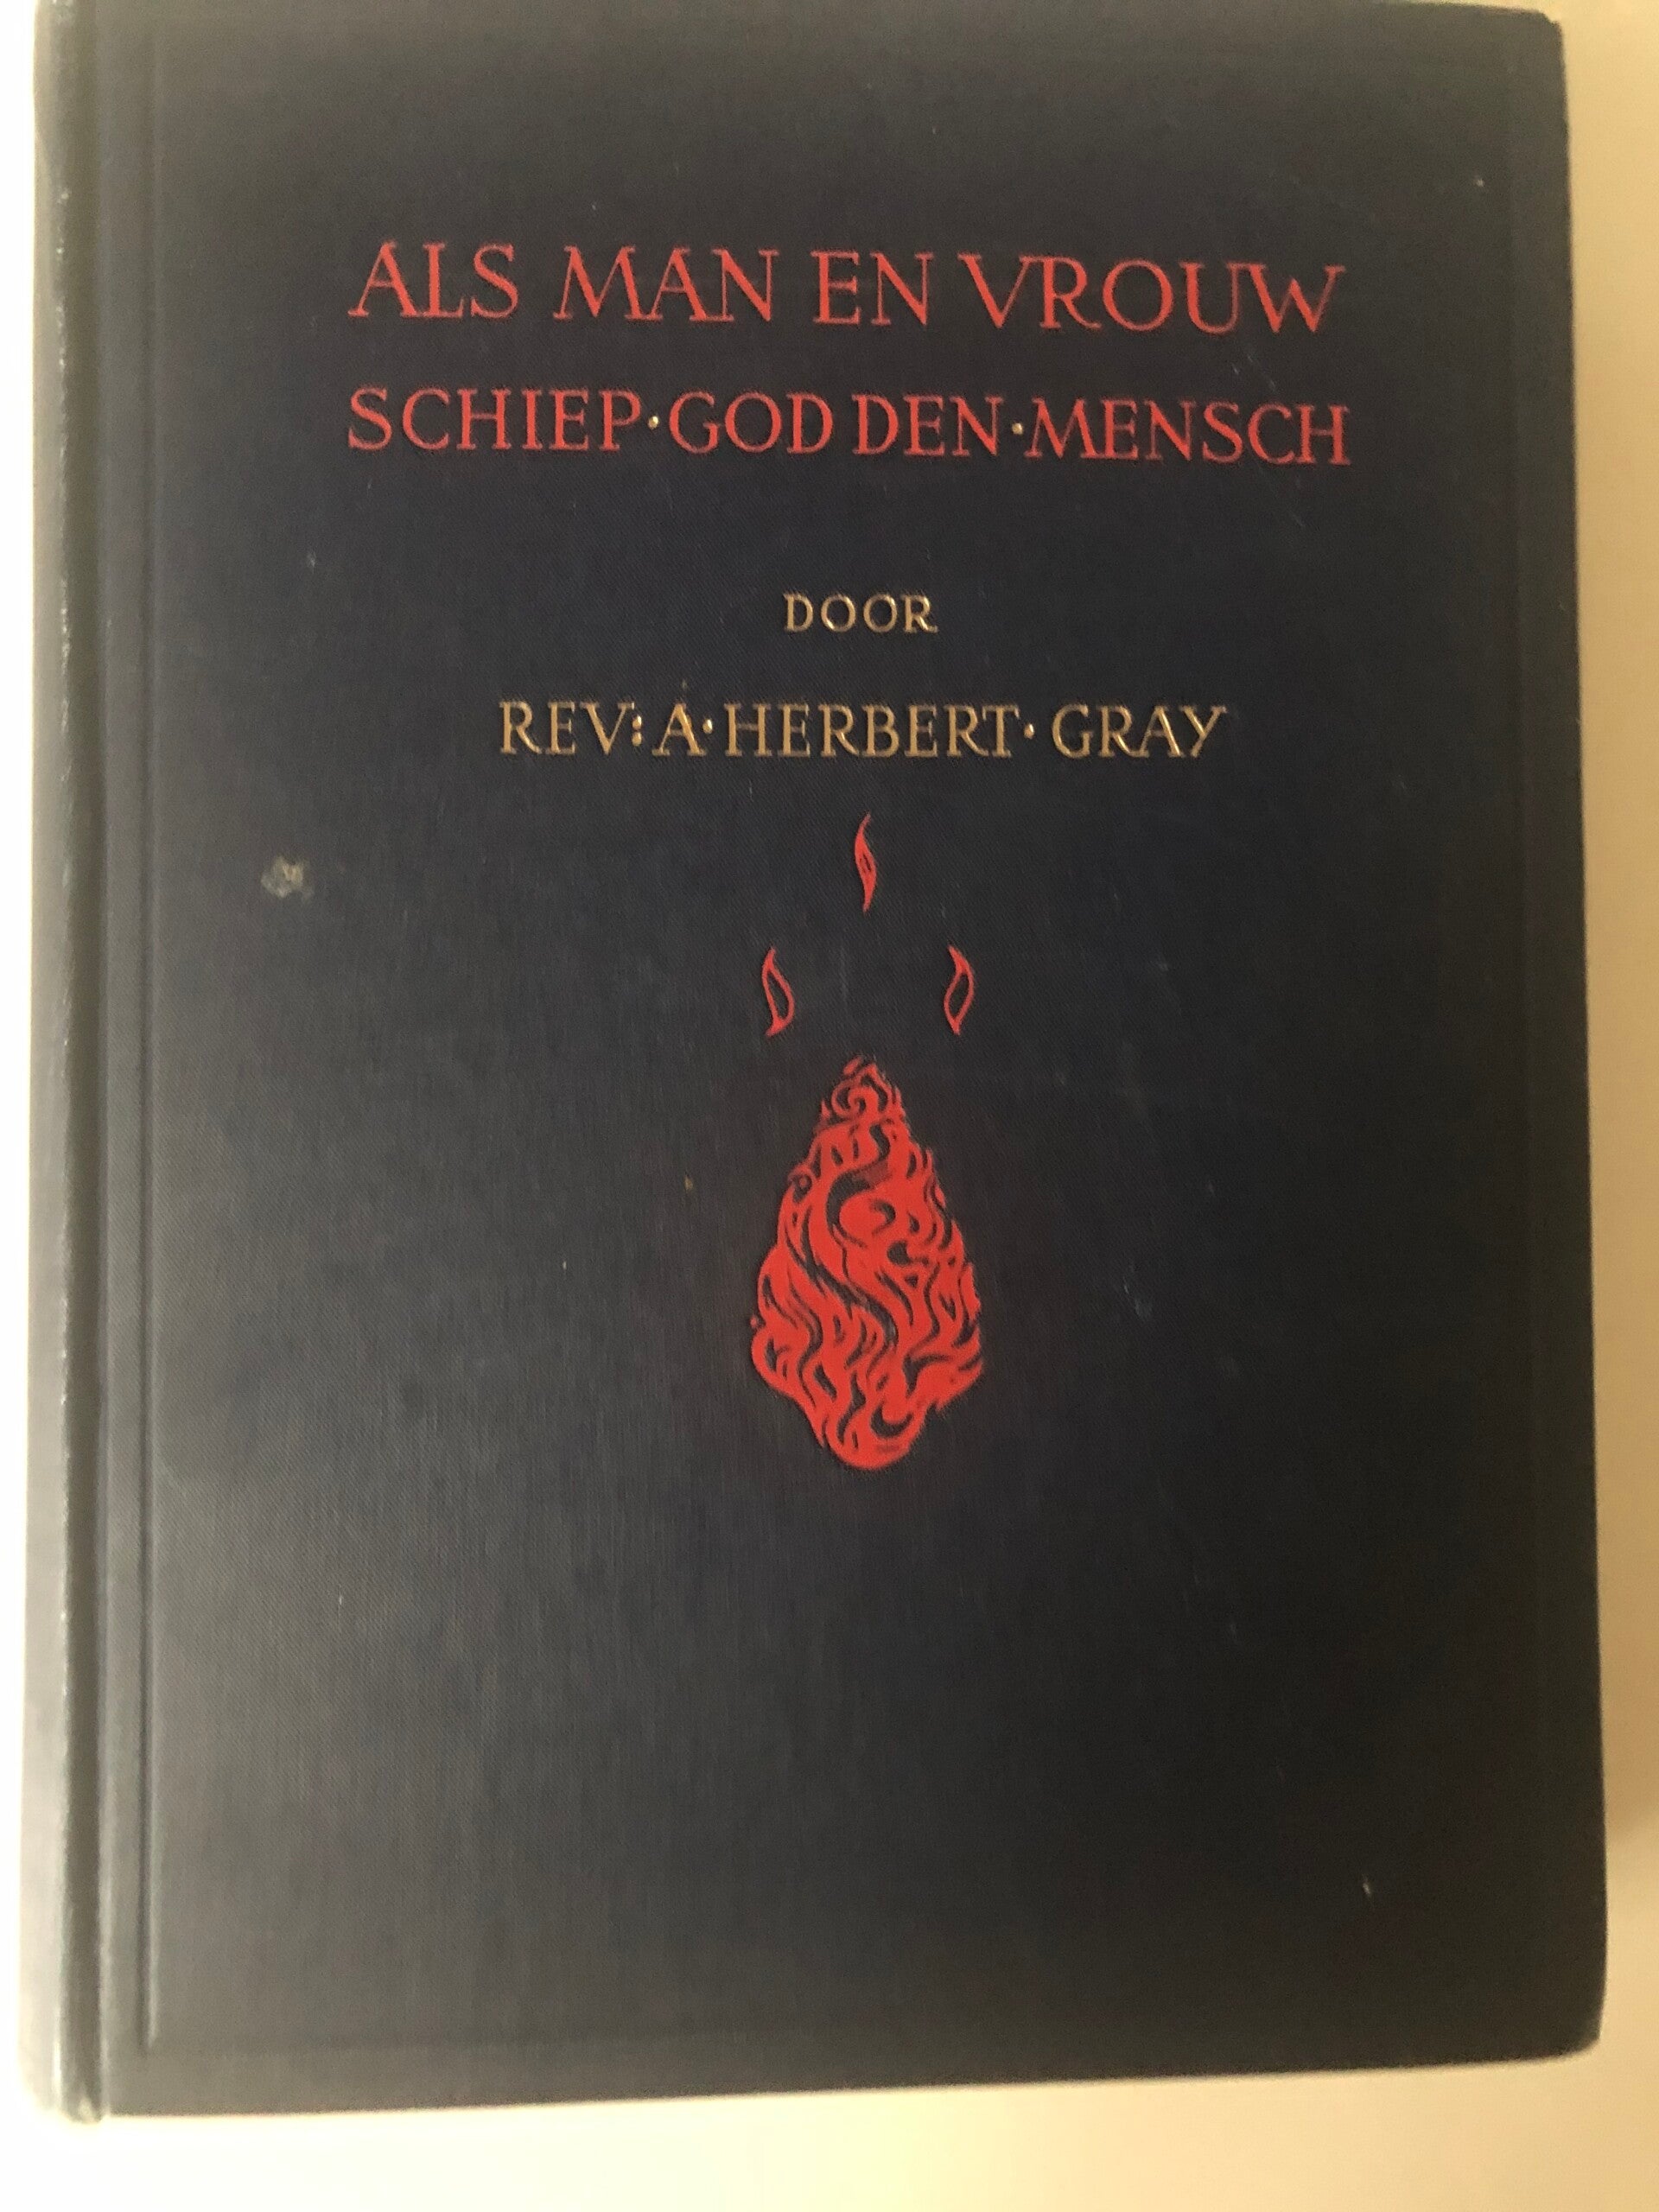 ALS MAN EN VROUW
SCHIEP·GOD DEN·MENSCH
DOOR
REV: A·HERBERT·GRAY